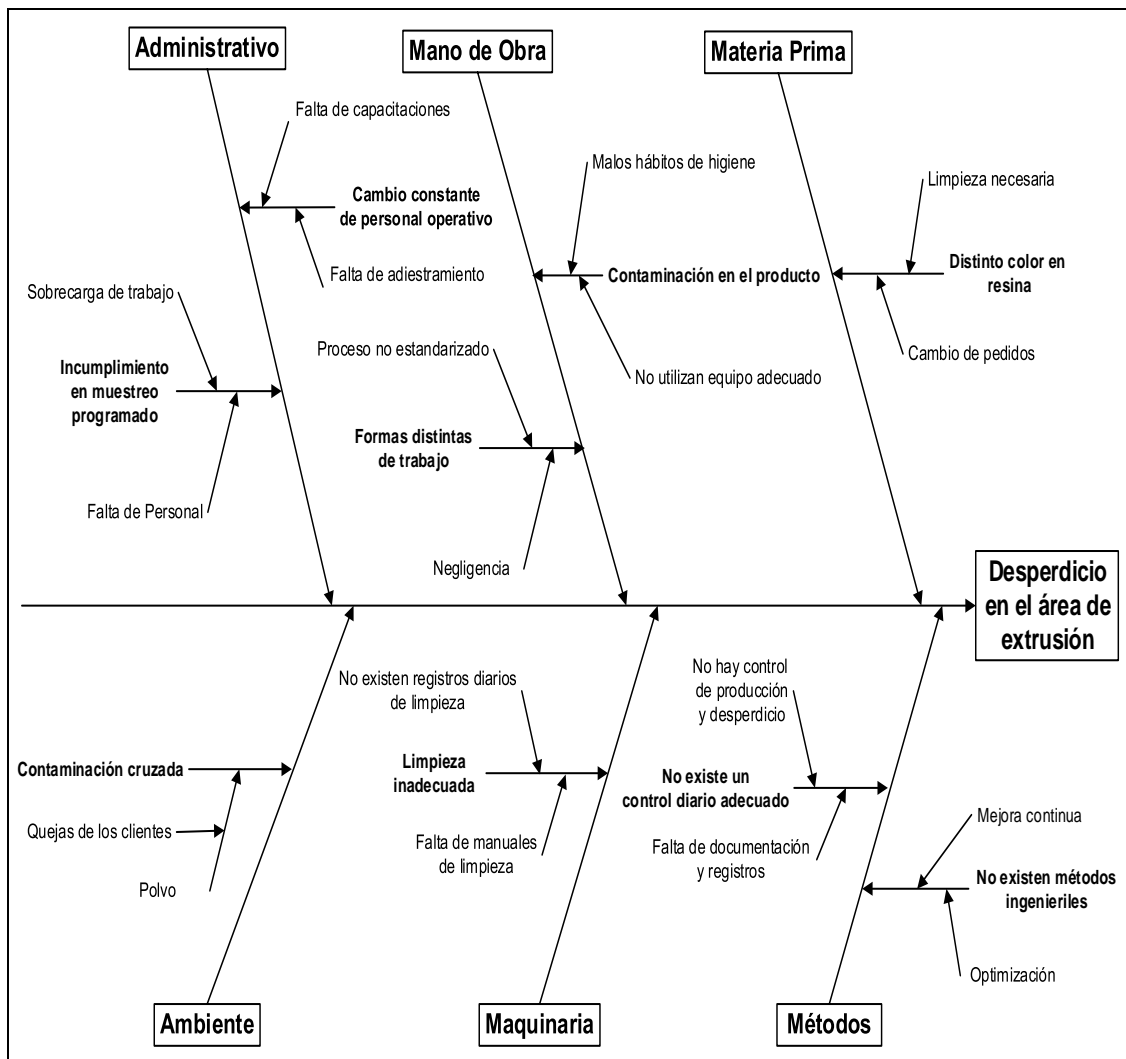 Administrativo
Mano de Obra
Materia Prima
Falta de capacitaciones
Cambio constante
de personal operativo
Falta de adiestramiento
Sobrecarga de trabajo
Incumplimiento
en muestreo
programado
Falta de Personal
Malos hábitos de higiene
Contaminación en el producto
No utilizan equipo adecuado
Proceso no estandarizado
Formas distintas
de trabajo
Negligencia
Limpieza necesaria
Distinto color en
resina
Cambio de pedidos
Desperdicio
en el área de
extrusión
Contaminación cruzada
Quejas de los clientes
Polvo
No existen registros diarios
de limpieza
Limpieza
inadecuada
Falta de manuales
de limpieza
No hay control
de producción
y desperdicio
No existe un
control diario adecuado
Falta de documentación
y registros
Mejora continua
No existen métodos
ingenieriles
Optimización
Ambiente
Maquinaria
Métodos